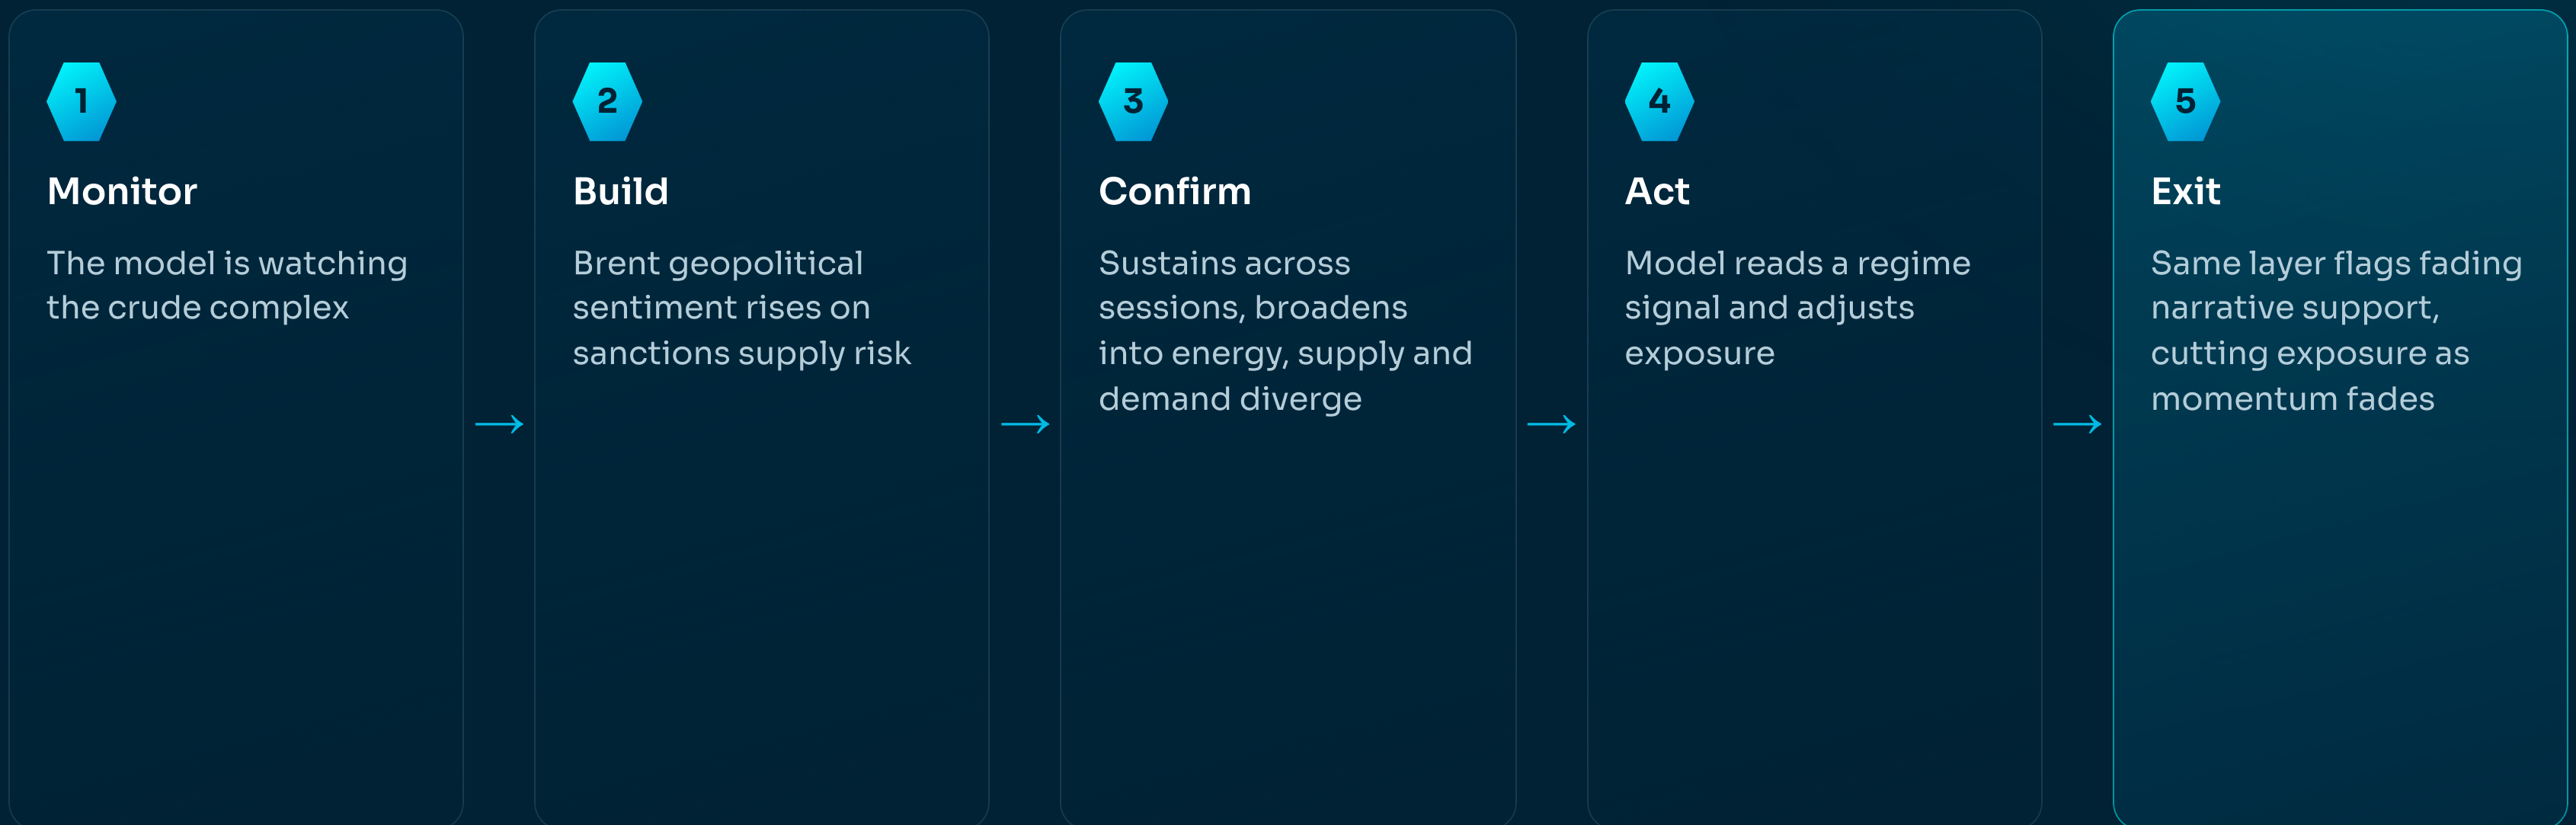 1
Monitor
The model is watching
the crude complex
→
2
Build
Brent geopolitical
sentiment rises on
sanctions supply risk
→
3
Confirm
Sustains across
sessions, broadens
into energy, supply and
demand diverge
→
4
Act
Model reads a regime
signal and adjusts
exposure
→
5
Exit
Same layer flags fading
narrative support,
cutting exposure as
momentum fades